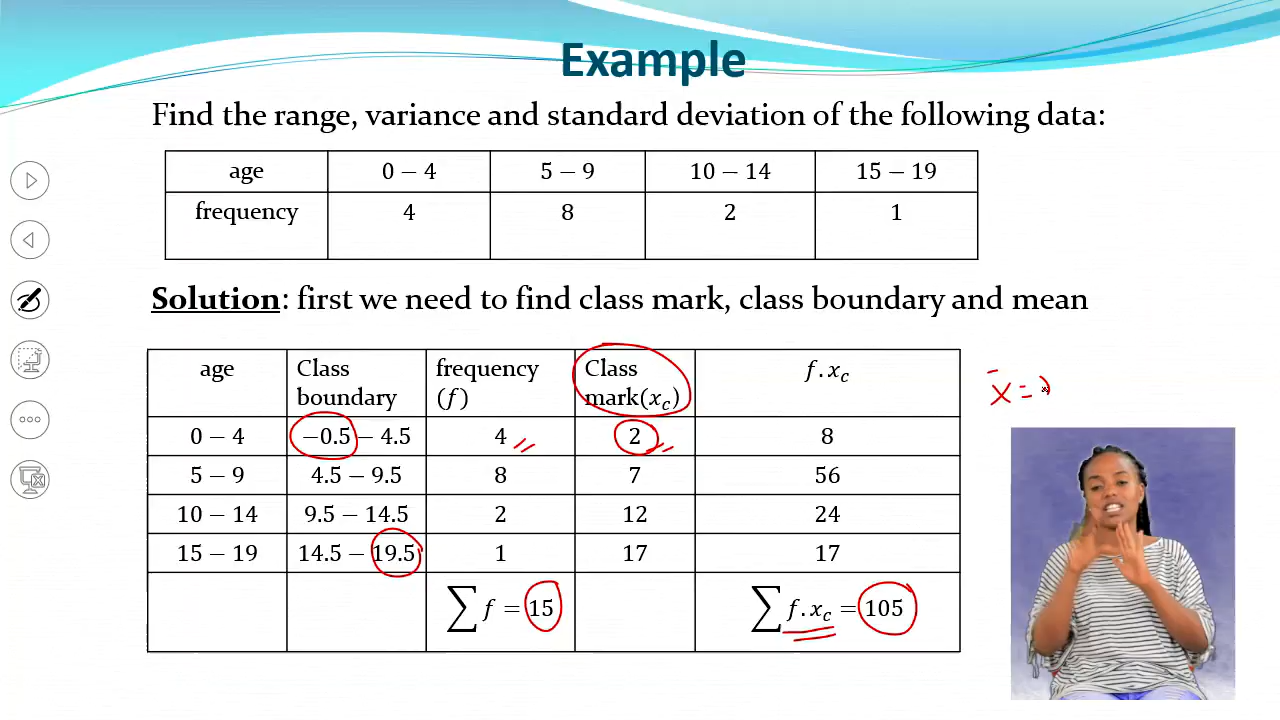 Example
Find the range, variance and standard deviation of the following data:
age 0 – 4 5 – 9 10 – 14 15 – 19
frequency 4 8 2 1
Solution: first we need to find class mark, class boundary and mean
age Class boundary frequency (f) Class mark(x_c) f.x_c
0 – 4 −0.5 – 4.5 4 2 8
5 – 9 4.5 – 9.5 8 7 56
10 – 14 9.5 – 14.5 2 12 24
15 – 19 14.5 – 19.5 1 17 17
∑ f = 15 ∑ f.x_c = 105
x̄ =